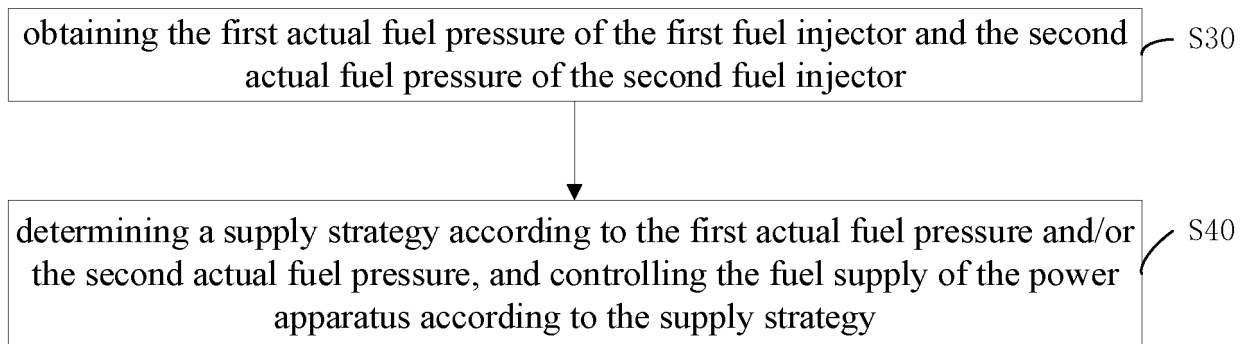 obtaining the first actual fuel pressure of the first fuel injector and the second
actual fuel pressure of the second fuel injector
S30
determining a supply strategy according to the first actual fuel pressure and/or
the second actual fuel pressure, and controlling the fuel supply of the power
apparatus according to the supply strategy
S40